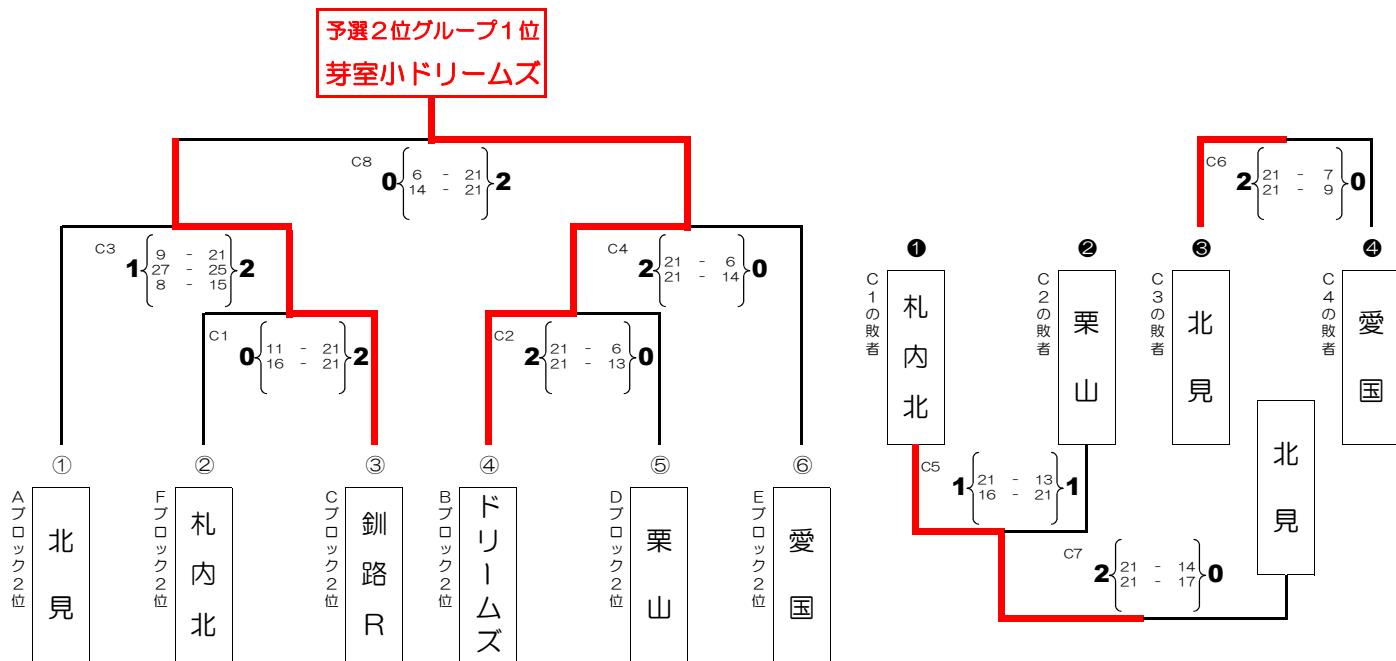 予選２位グループ１位
芽室小ドリームズ
C8
0 6 - 21 2
14 - 21
C6
2 21 - 7 0
21 - 9
C3
1 9 - 21 2
27 - 25
8 - 15
C4
2 21 - 6 0
21 - 14
C1
0 11 - 21 2
16 - 21
C2
2 21 - 6 0
21 - 13
① ② ③ ④ ⑤ ⑥
Aブロック2位
北見
Fブロック2位
札内北
Cブロック2位
釧路R
Bブロック2位
ドリームズ
Dブロック2位
栗山
Eブロック2位
愛国
❶ ❷ ❸ ❹
C1の敗者
札内北
C2の敗者
栗山
C3の敗者
北見
C4の敗者
愛国
北見
C5
1 21 - 13 1
16 - 21
C7
2 21 - 14 0
21 - 17